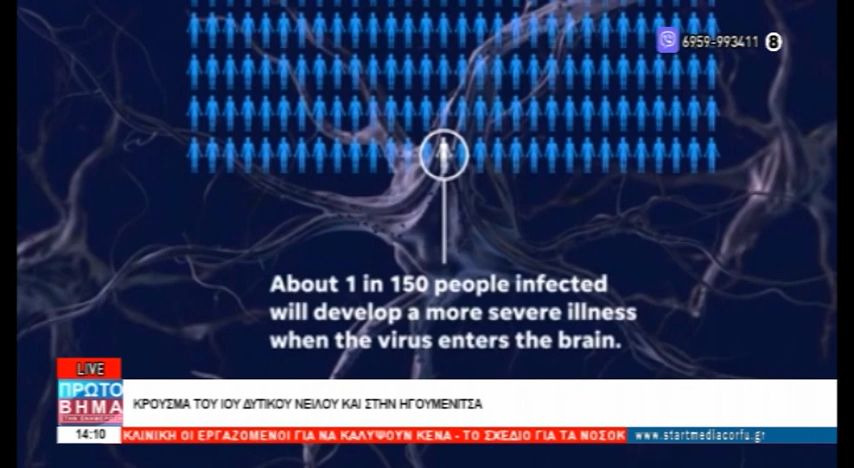 6959-993411 8
About 1 in 150 people infected
will develop a more severe illness
when the virus enters the brain.
LIVE
ΠΡΩΤΟ
ΒΗΜΑ
ΚΡΟΥΣΜΑ ΤΟΥ ΙΟΥ ΔΥΤΙΚΟΥ ΝΕΙΛΟΥ ΚΑΙ ΣΤΗΝ ΗΓΟΥΜΕΝΙΤΣΑ
14:10 ΚΛΙΝΙΚΗ ΟΙ ΕΡΓΑΖΟΜΕΝΟΙ ΓΙΑ ΝΑ ΚΑΛΥΨΟΥΝ ΚΕΝΑ - ΤΟ ΣΧΕΔΙΟ ΓΙΑ ΤΑ ΝΟΣΟΚ www.startmediacorfu.gr